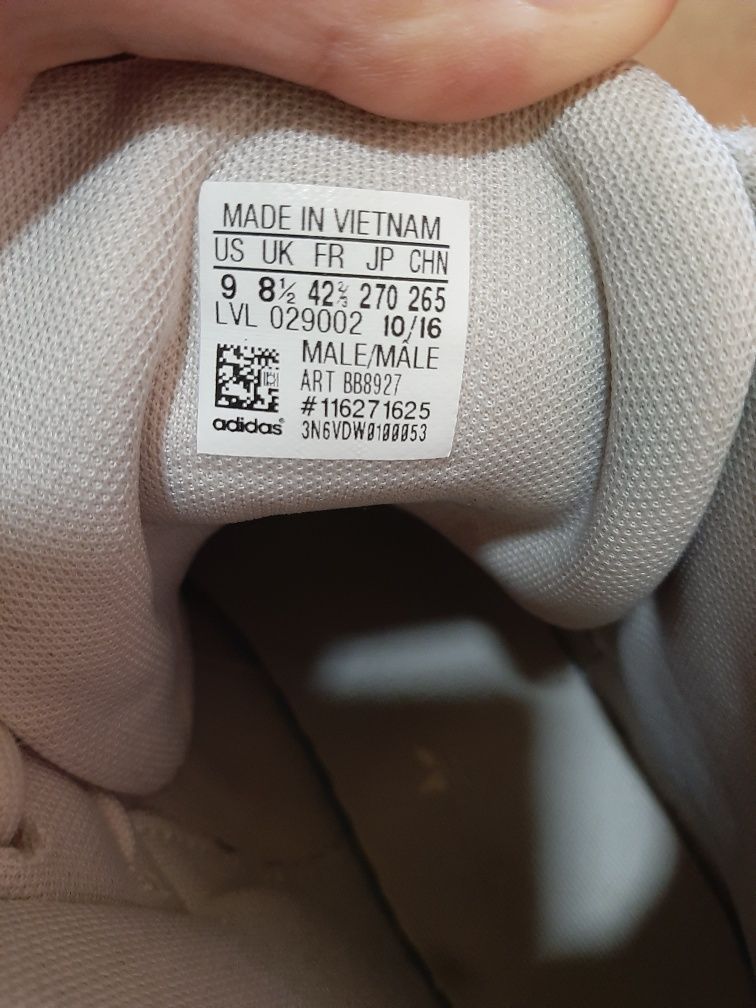 MADE IN VIETNAM
US UK FR JP CHN
9 8½ 42⅔ 270 265
LVL 029002 10/16
MALE/MÂLE
ART BB8927
#116271625
adidas® 3N6VDW0100053